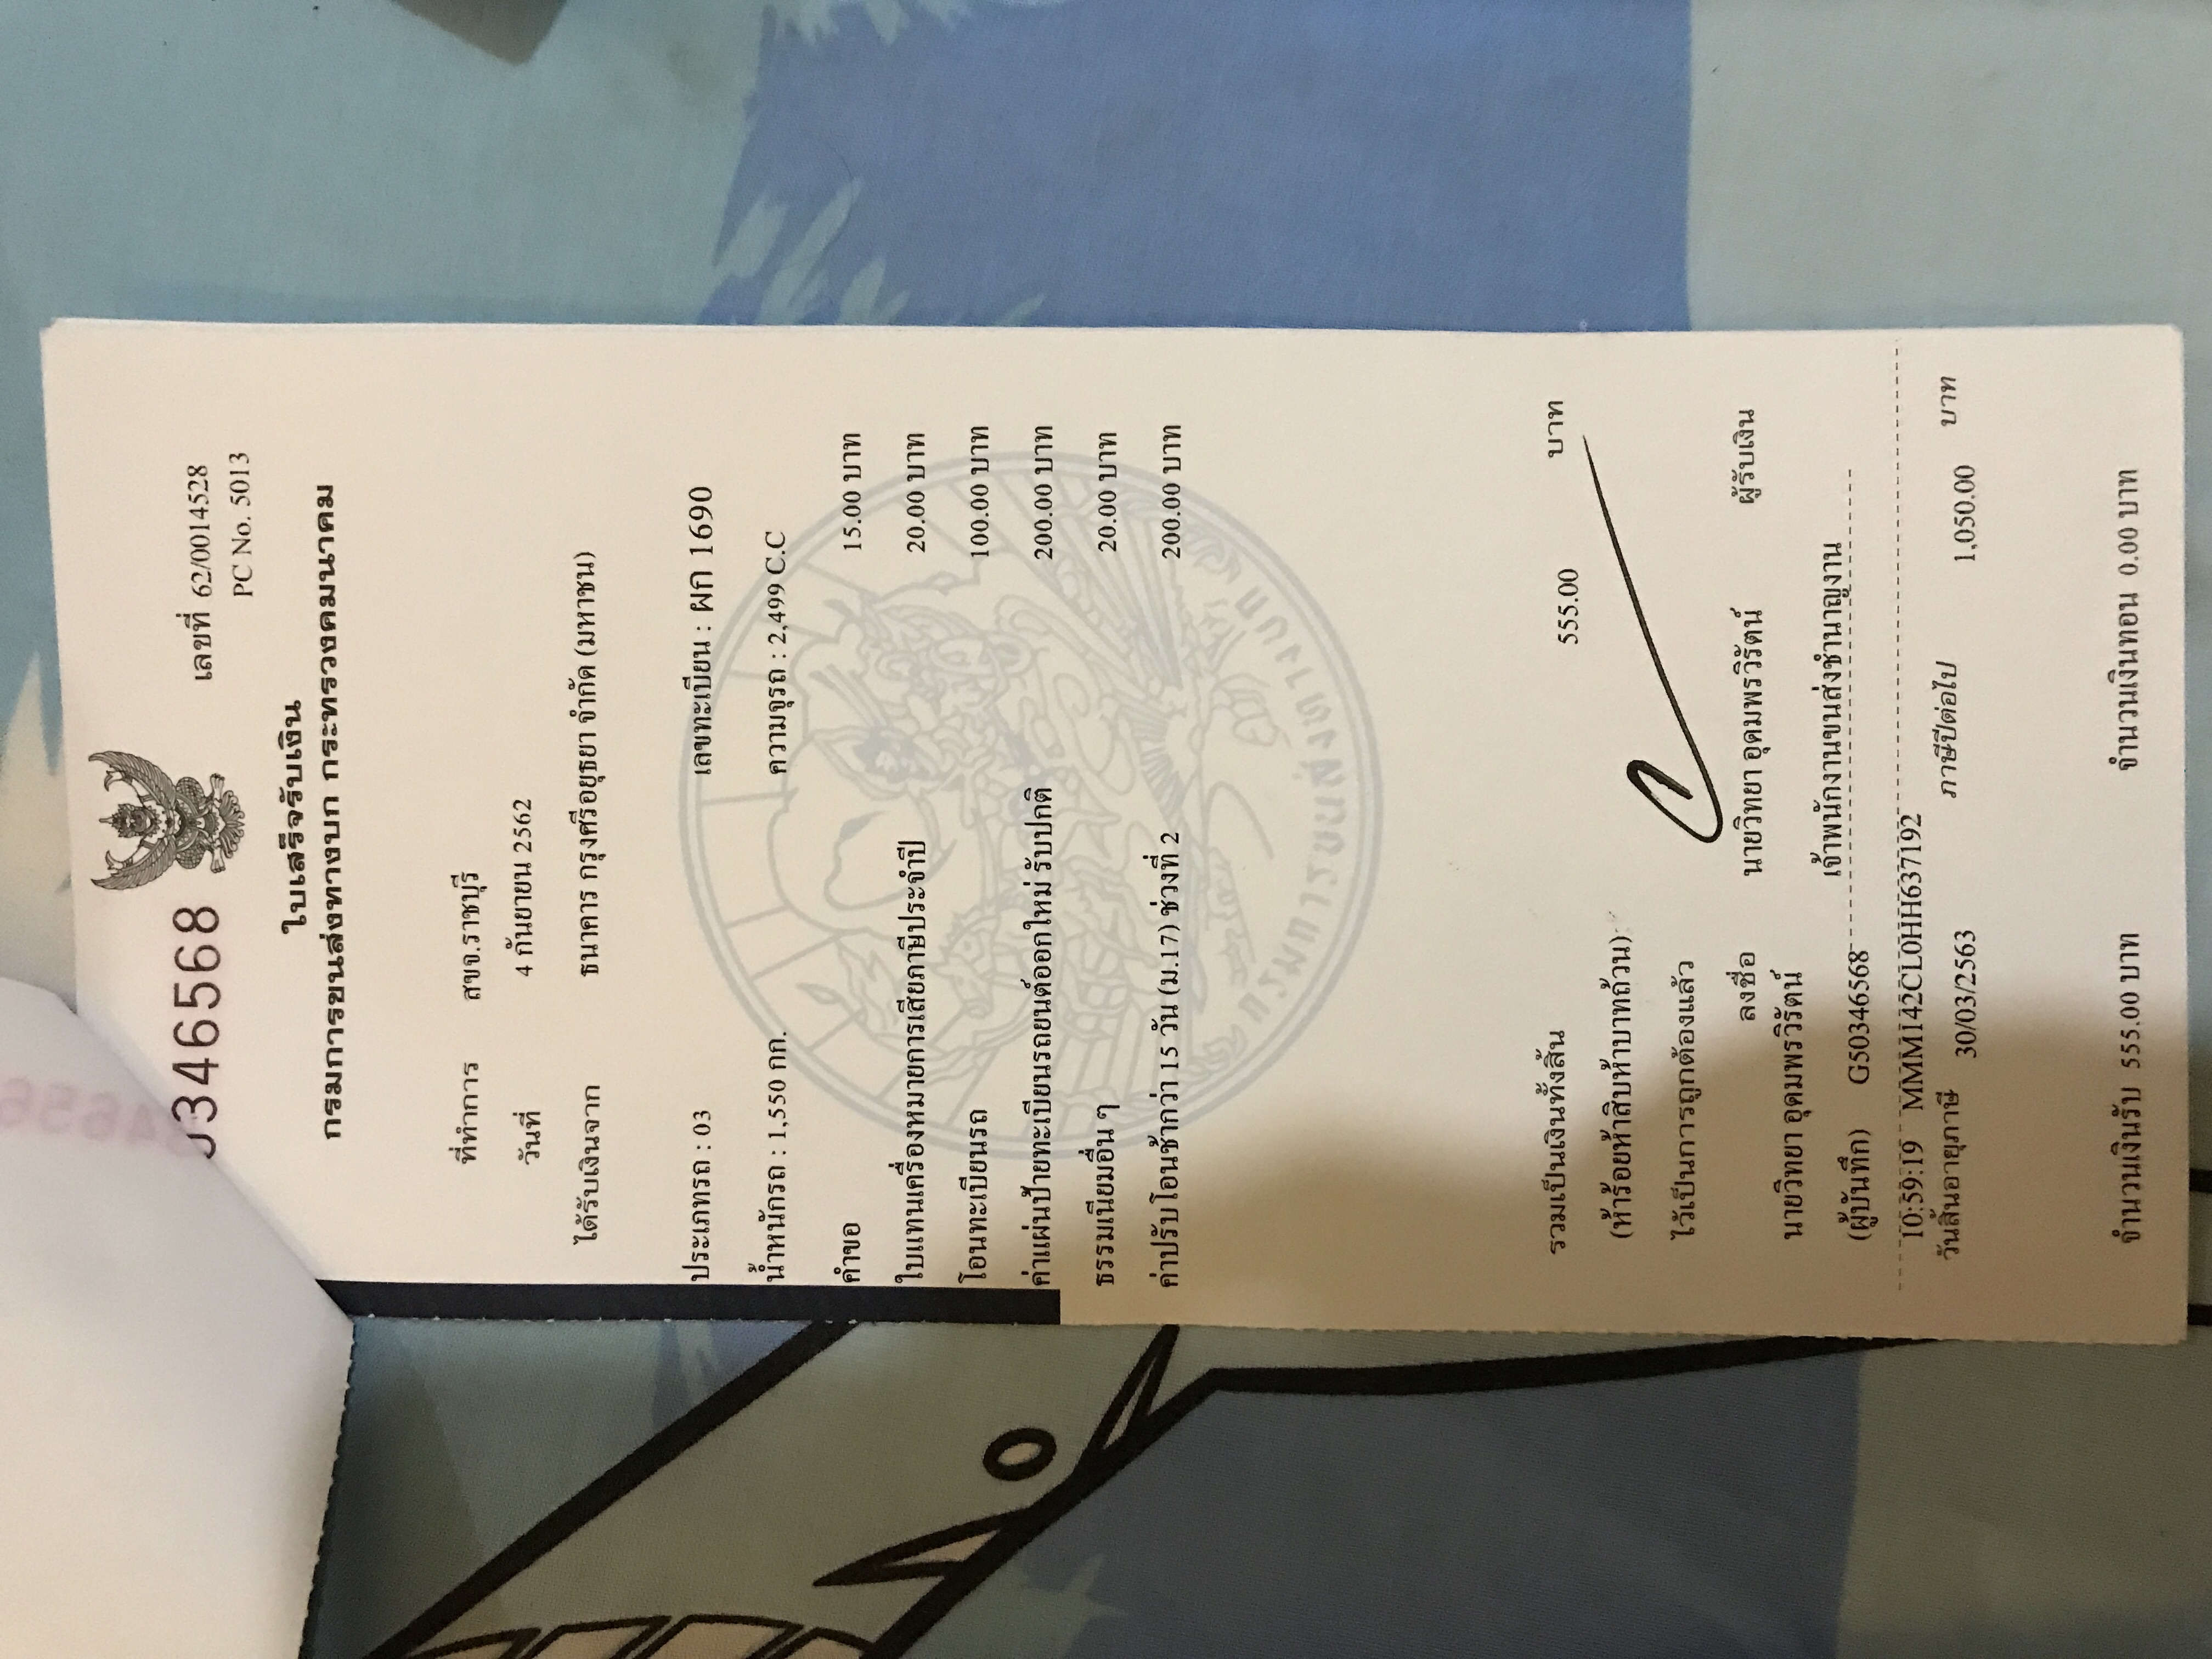 0346568
เลขที่ 62/0014528
PC No. 5013
ใบเสร็จรับเงิน
กรมการขนส่งทางบก กระทรวงคมนาคม
ที่ทำการ สขจ.ราชบุรี
วันที่ 4 กันยายน 2562
ได้รับเงินจาก ธนาคาร กรุงศรีอยุธยา จำกัด (มหาชน)
ประเภทรถ : 03 เลขทะเบียน : ผก 1690
น้ำหนักรถ : 1,550 กก. ความจุรถ : 2,499 C.C
คำขอ 15.00 บาท
ใบแทนเครื่องหมายการเสียภาษีประจำปี 20.00 บาท
โอนทะเบียนรถ 100.00 บาท
ค่าแผ่นป้ายทะเบียนรถยนต์ออกใหม่ รับปกติ 200.00 บาท
ธรรมเนียมอื่น ๆ 20.00 บาท
ค่าปรับโอนช้ากว่า 15 วัน (ม.17) ช่วงที่ 2 200.00 บาท
กรมการขนส่งทางบก
รวมเป็นเงินทั้งสิ้น 555.00 บาท
(ห้าร้อยห้าสิบห้าบาทถ้วน)
ไว้เป็นการถูกต้องแล้ว
ลงชื่อ นายวิทยา อุดมพรวิรัตน์ ผู้รับเงิน
นายวิทยา อุดมพรวิรัตน์ เจ้าพนักงานขนส่งชำนาญงาน
(ผู้บันทึก) G50346568
10:59:19 MMM142CL0HH637192
วันสิ้นอายุภาษี 30/03/2563 ภาษีปีต่อไป 1,050.00 บาท
จำนวนเงินรับ 555.00 บาท จำนวนเงินทอน 0.00 บาท